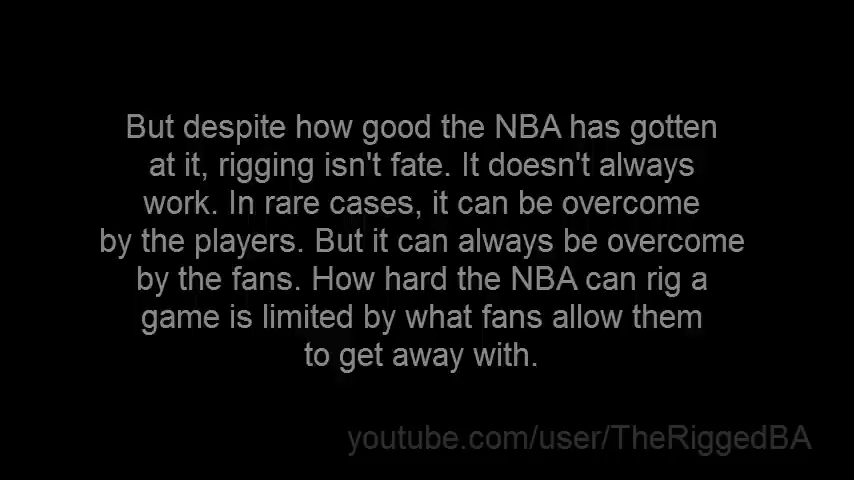 But despite how good the NBA has gotten
at it, rigging isn't fate. It doesn't always
work. In rare cases, it can be overcome
by the players. But it can always be overcome
by the fans. How hard the NBA can rig a
game is limited by what fans allow them
to get away with.
youtube.com/user/TheRiggedBA